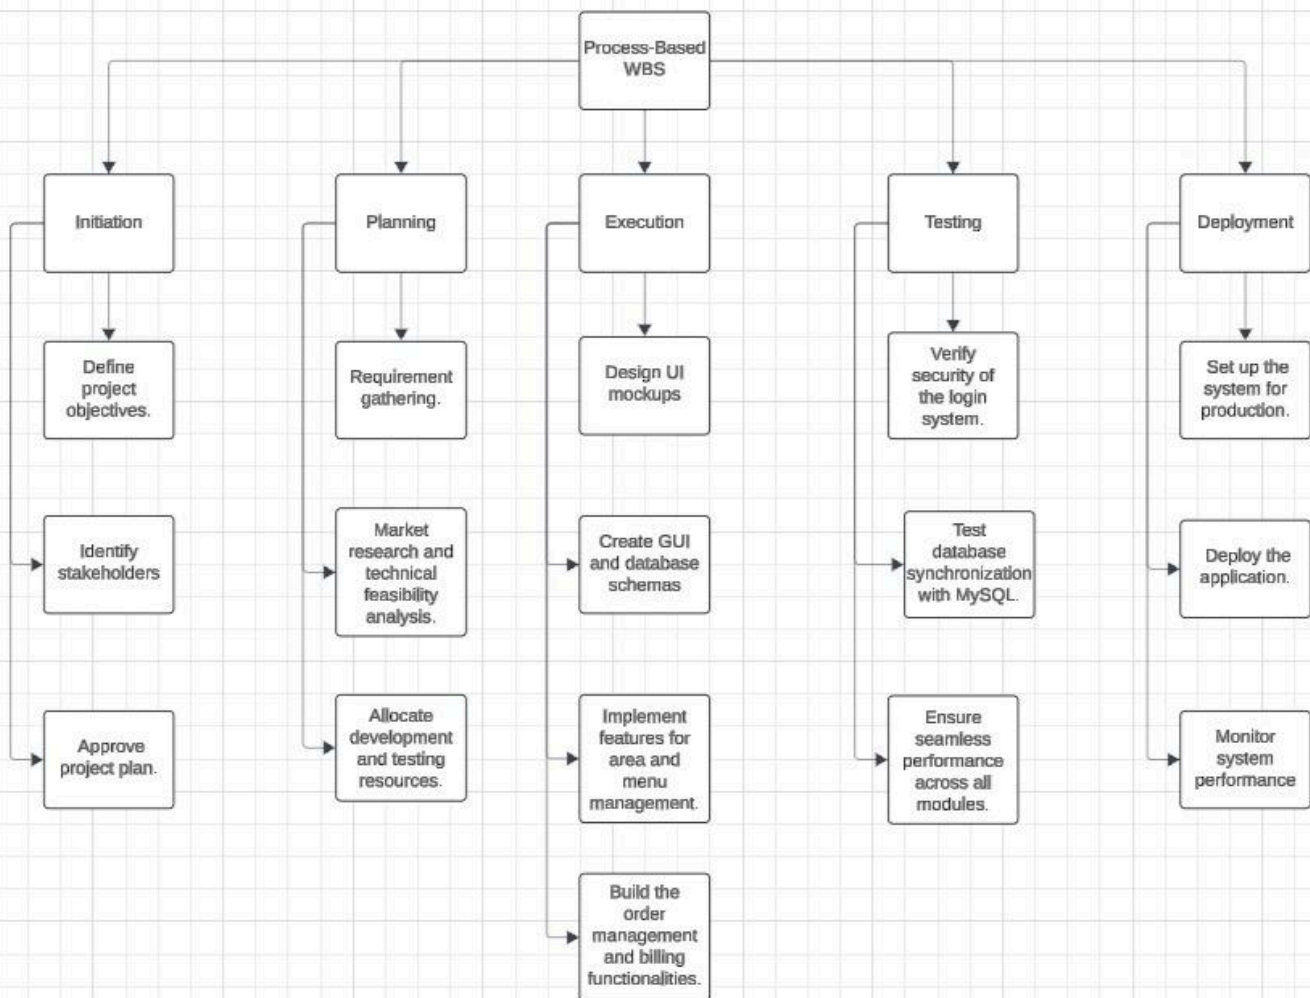 Process-Based
WBS
Initiation
Planning
Execution
Testing
Deployment
Define
project
objectives.
Requirement
gathering.
Design UI
mockups
Verify
security of
the login
system.
Set up the
system for
production.
Identify
stakeholders
Market
research and
technical
feasibility
analysis.
Create GUI
and database
schemas
Test
database
synchronization
with MySQL.
Deploy the
application.
Approve
project plan.
Allocate
development
and testing
resources.
Implement
features for
area and
menu
management.
Ensure
seamless
performance
across all
modules.
Monitor
system
performance
Build the
order
management
and billing
functionalities.